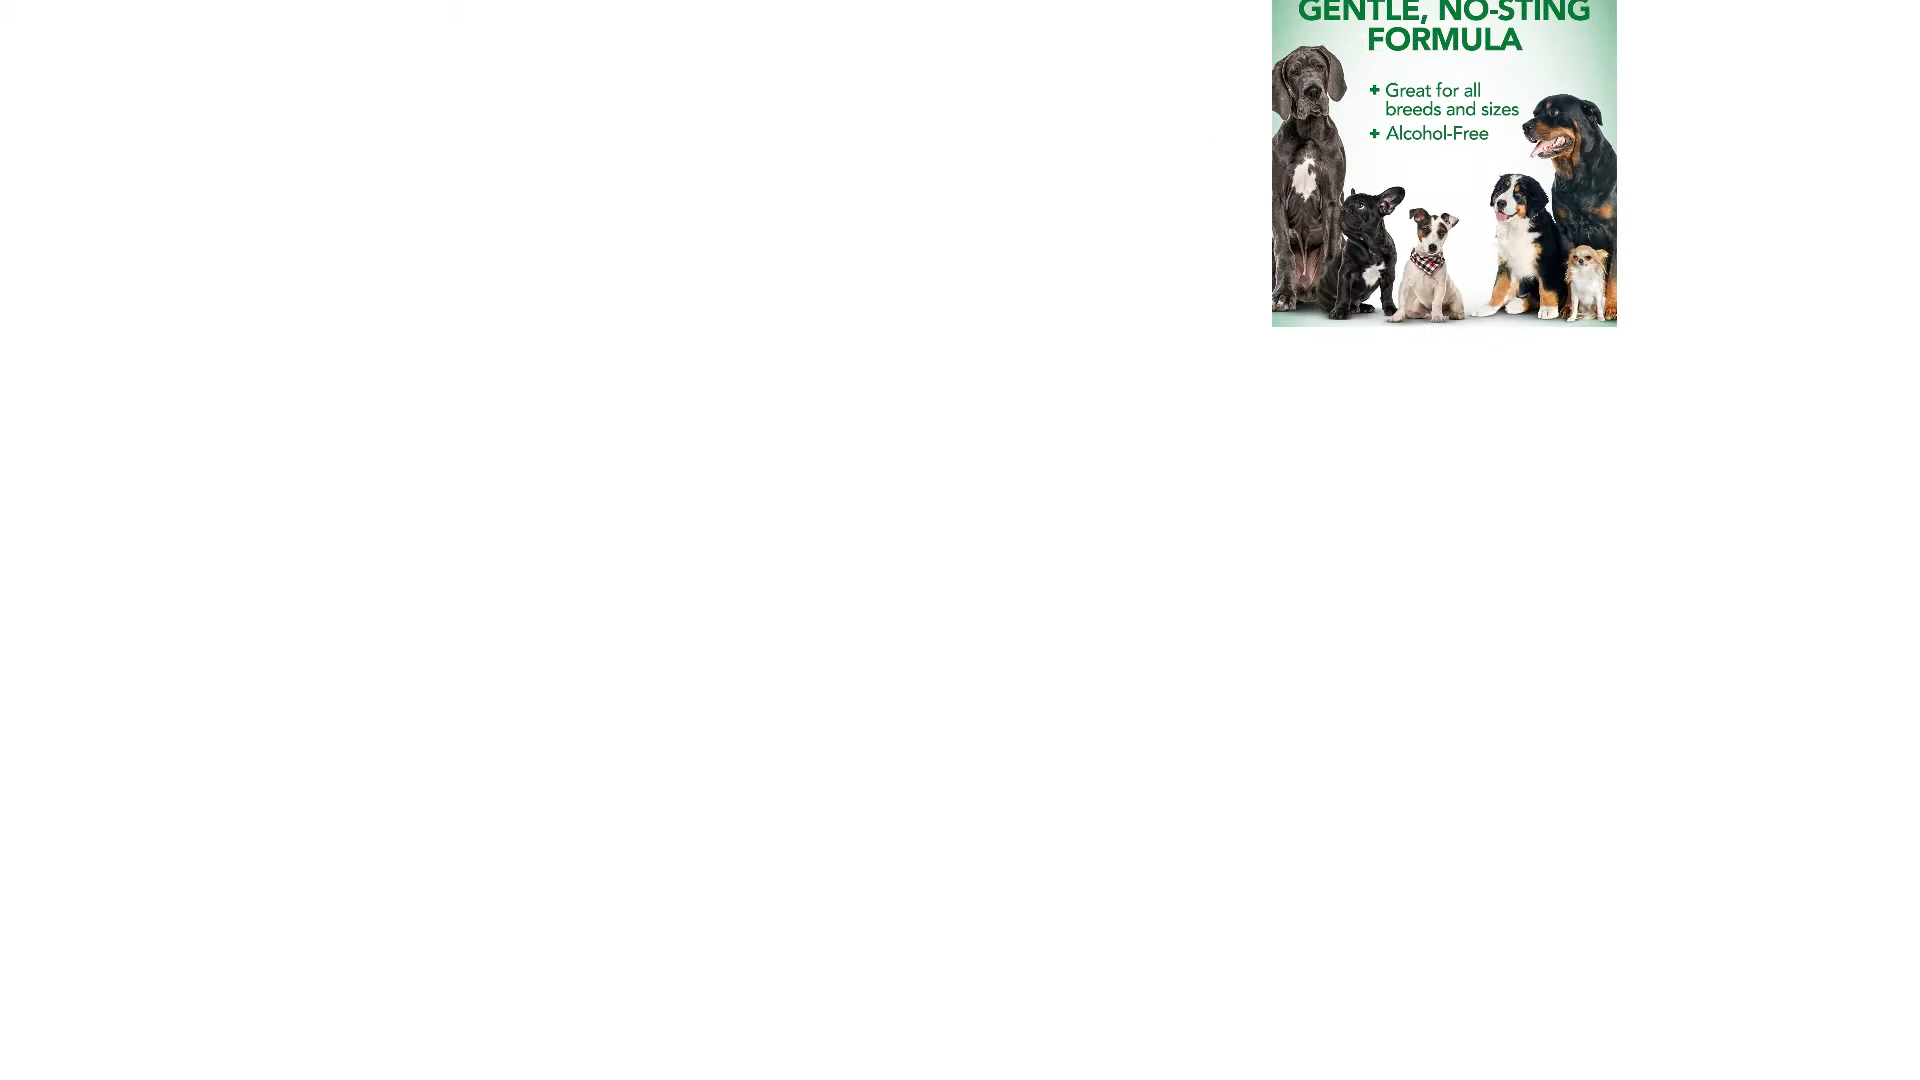 GENTLE, NO-STING
FORMULA
+ Great for all
breeds and sizes
+ Alcohol-Free